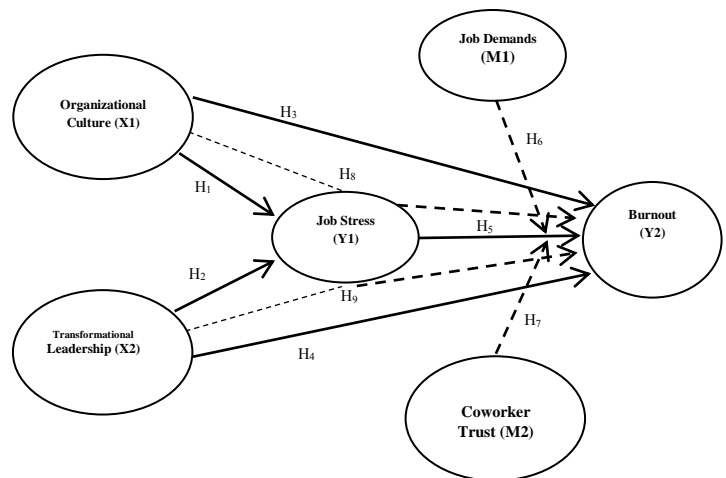 Job Demands
(M1)
Organizational
Culture (X1)
H₃
H₆
H₁
H₈
Job Stress
(Y1)
H₅
Burnout
(Y2)
H₂
H₉
Transformational
Leadership (X2)
H₄
H₇
Coworker
Trust (M2)